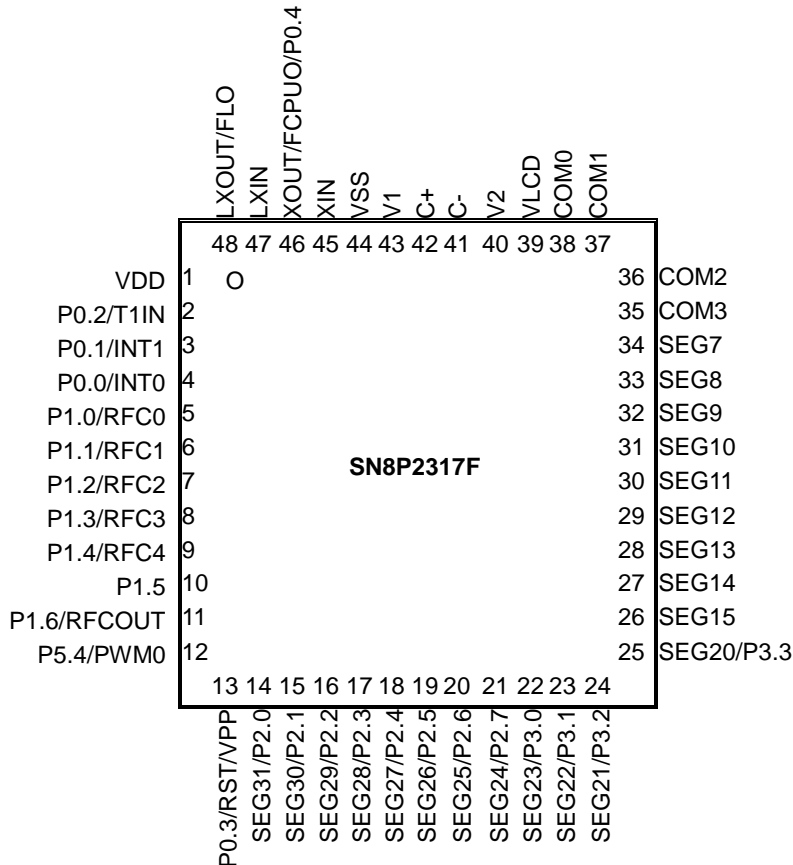 LXOUT/FLO
LXIN
XOUT/FCPUO/P0.4
XIN
VSS
V1
C+
C-
V2
VLCD
COM0
COM1
48 47 46 45 44 43 42 41 40 39 38 37
VDD 1 O 36 COM2
P0.2/T1IN 2 35 COM3
P0.1/INT1 3 34 SEG7
P0.0/INT0 4 33 SEG8
P1.0/RFC0 5 32 SEG9
P1.1/RFC1 6 31 SEG10
SN8P2317F
P1.2/RFC2 7 30 SEG11
P1.3/RFC3 8 29 SEG12
P1.4/RFC4 9 28 SEG13
P1.5 10 27 SEG14
P1.6/RFCOUT 11 26 SEG15
P5.4/PWM0 12 25 SEG20/P3.3
13 14 15 16 17 18 19 20 21 22 23 24
P0.3/RST/VPP
SEG31/P2.0
SEG30/P2.1
SEG29/P2.2
SEG28/P2.3
SEG27/P2.4
SEG26/P2.5
SEG25/P2.6
SEG24/P2.7
SEG23/P3.0
SEG22/P3.1
SEG21/P3.2